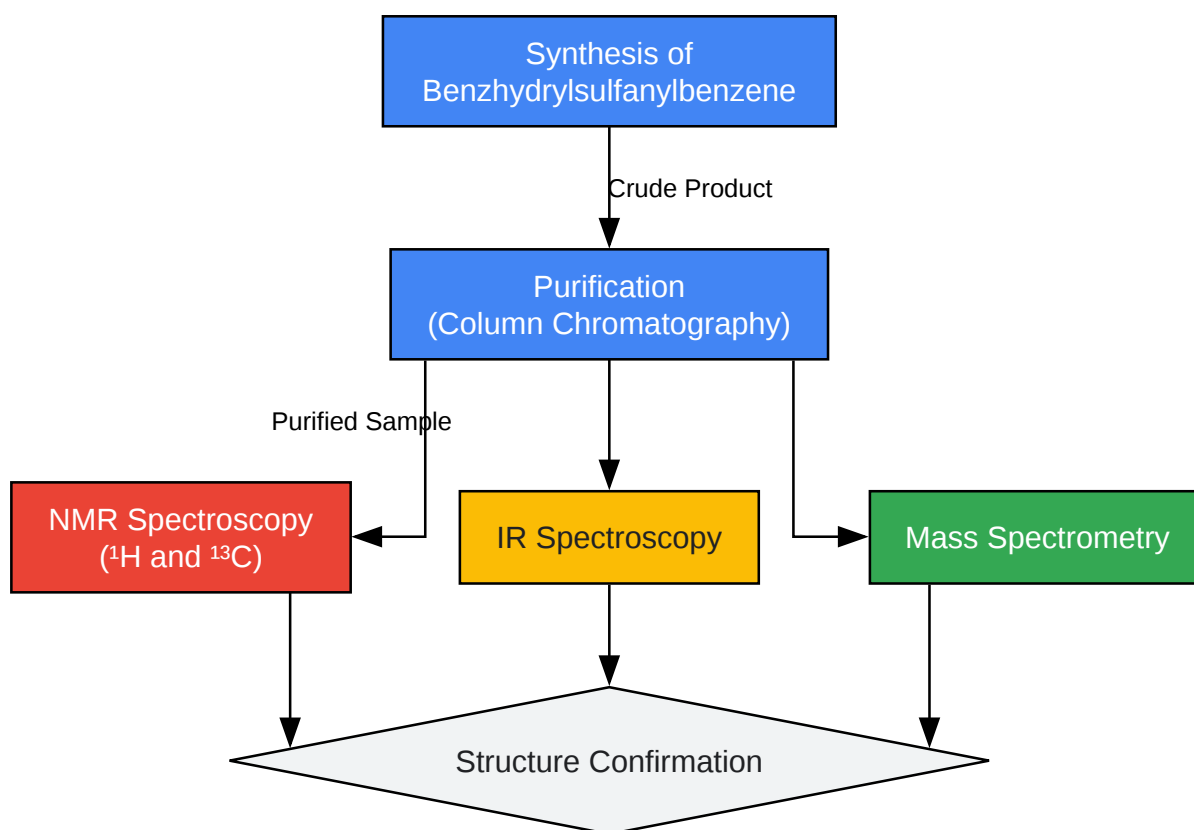 Synthesis of
Benzhydrylsulfanylbenzene
Crude Product
Purification
(Column Chromatography)
Purified Sample
NMR Spectroscopy
(¹H and ¹³C)
IR Spectroscopy
Mass Spectrometry
Structure Confirmation